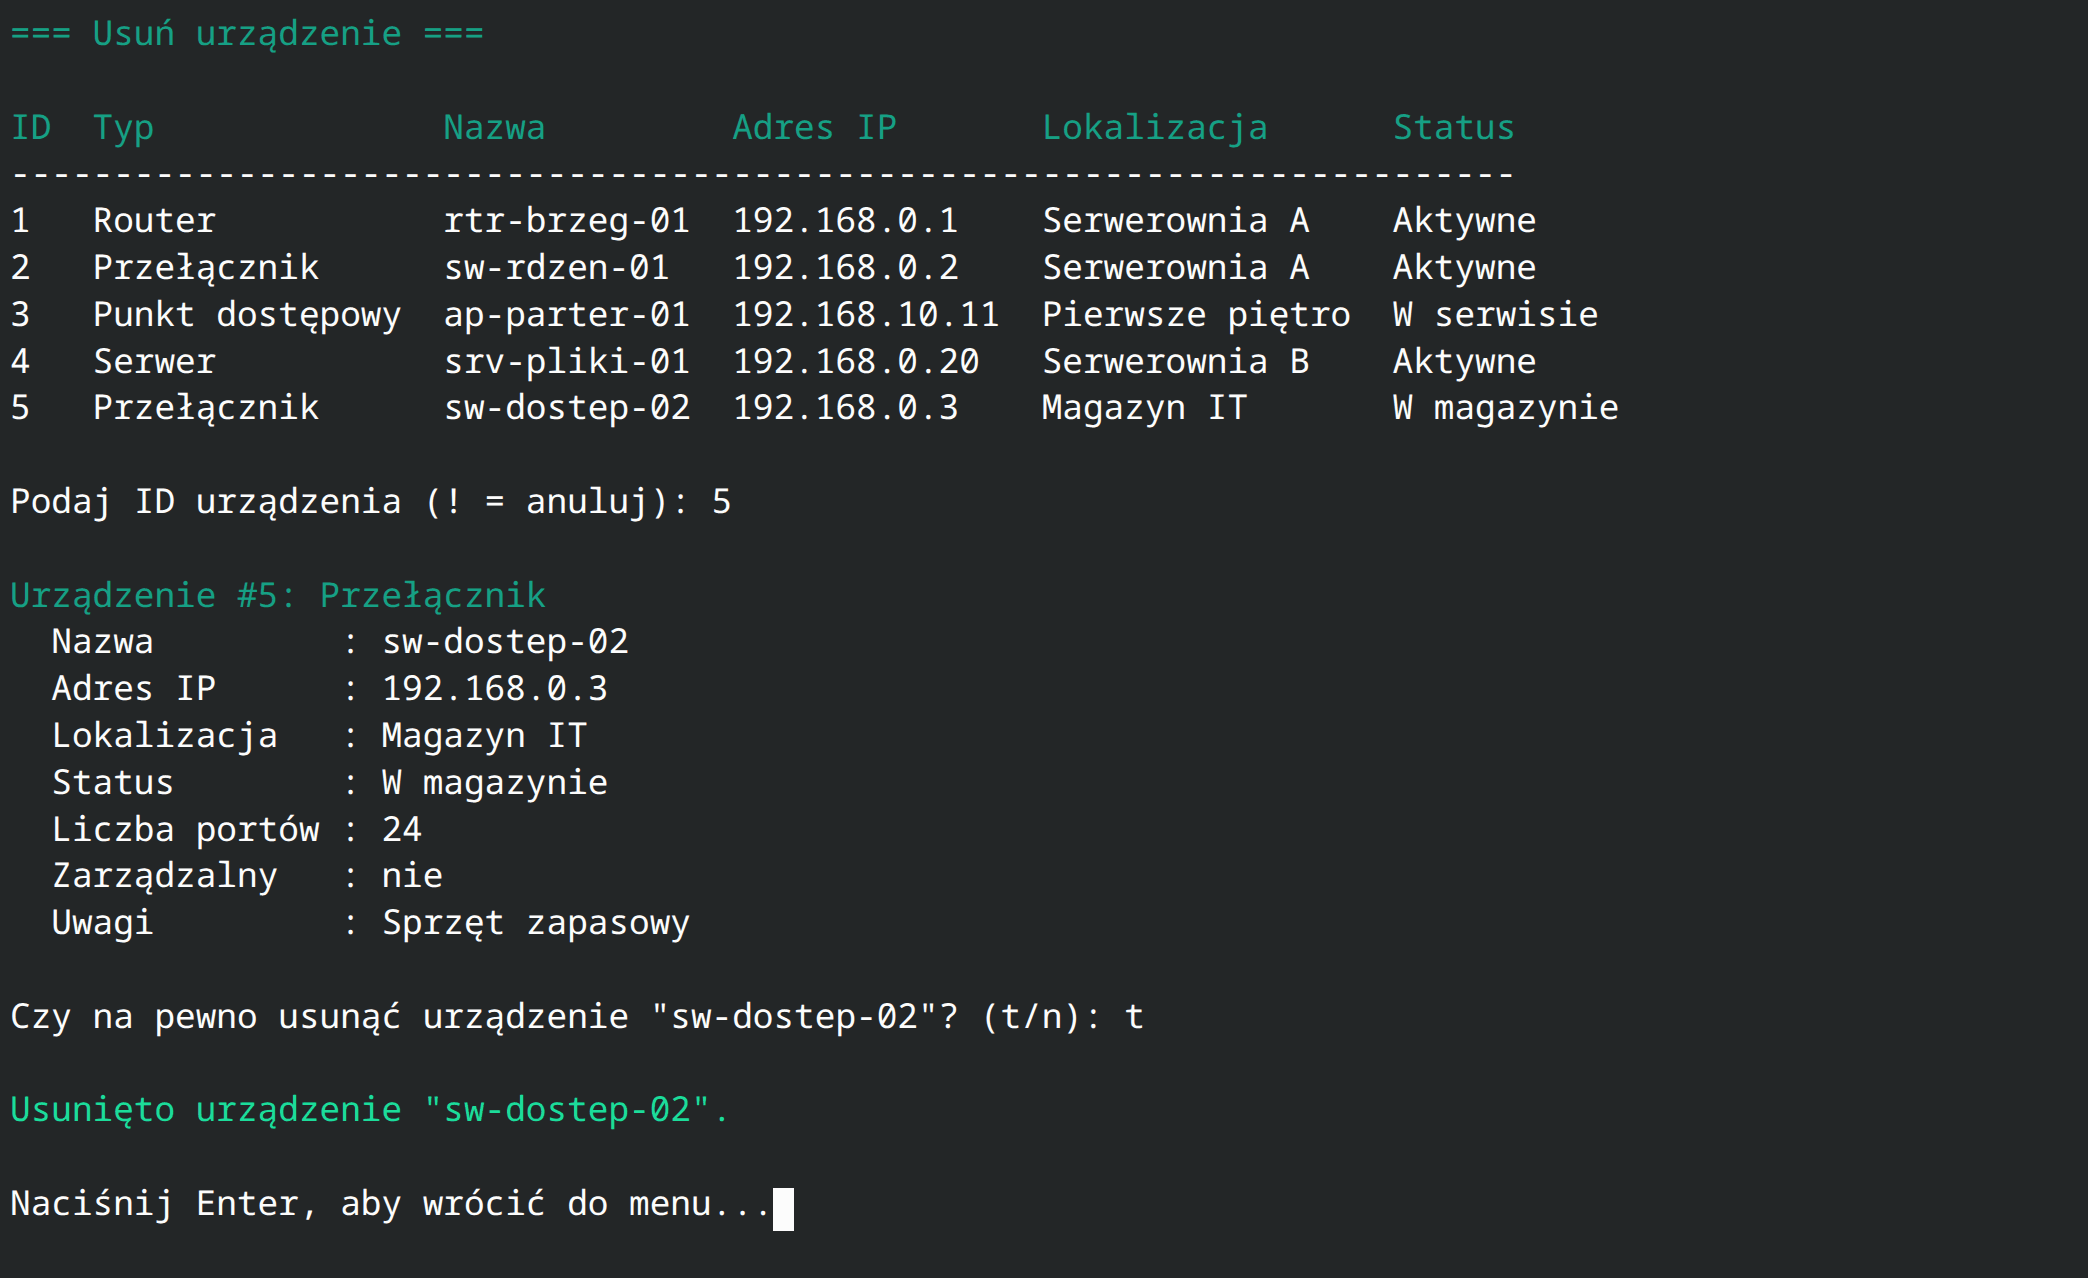 === Usuń urządzenie ===
ID  Typ              Nazwa         Adres IP       Lokalizacja      Status
-------------------------------------------------------------------------
1   Router           rtr-brzeg-01  192.168.0.1    Serwerownia A    Aktywne
2   Przełącznik      sw-rdzen-01   192.168.0.2    Serwerownia A    Aktywne
3   Punkt dostępowy  ap-parter-01  192.168.10.11  Pierwsze piętro  W serwisie
4   Serwer           srv-pliki-01  192.168.0.20   Serwerownia B    Aktywne
5   Przełącznik      sw-dostep-02  192.168.0.3    Magazyn IT       W magazynie
Podaj ID urządzenia (! = anuluj): 5
Urządzenie #5: Przełącznik
  Nazwa         : sw-dostep-02
  Adres IP      : 192.168.0.3
  Lokalizacja   : Magazyn IT
  Status        : W magazynie
  Liczba portów : 24
  Zarządzalny   : nie
  Uwagi         : Sprzęt zapasowy
Czy na pewno usunąć urządzenie "sw-dostep-02"? (t/n): t
Usunięto urządzenie "sw-dostep-02".
Naciśnij Enter, aby wrócić do menu...